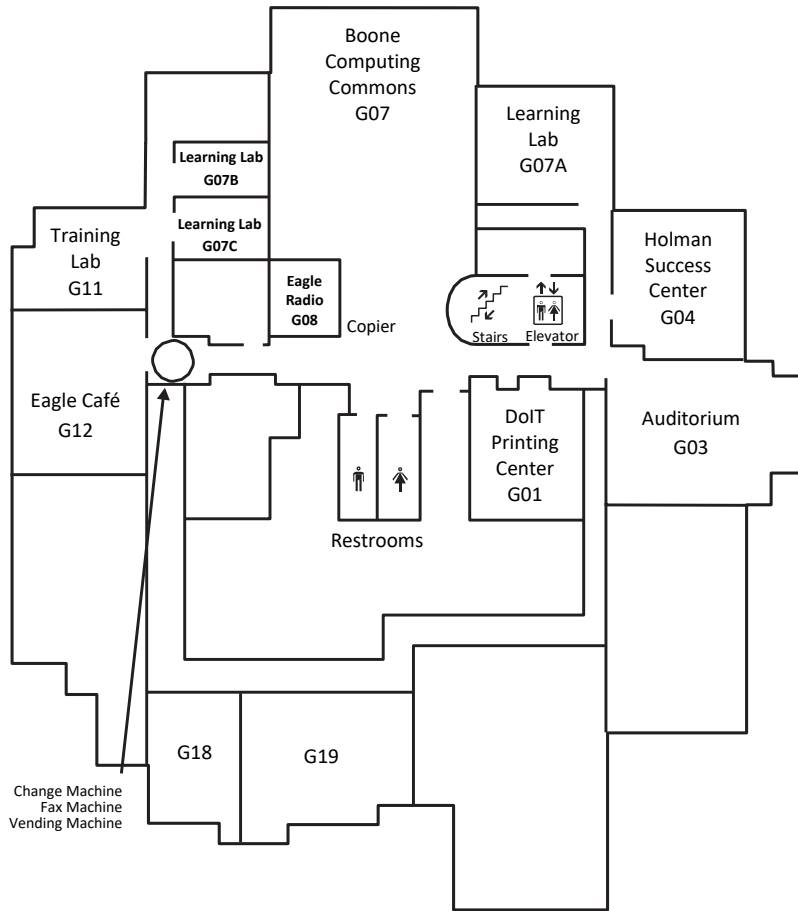 Boone
Computing
Commons
G07
Learning
Lab
G07A
Learning Lab
G07B
Learning Lab
G07C
Training
Lab
G11
Holman
Success
Center
G04
Eagle
Radio
G08
Copier
Stairs
Elevator
Eagle Café
G12
DoIT
Printing
Center
G01
Auditorium
G03
Restrooms
G18
G19
Change Machine
Fax Machine
Vending Machine